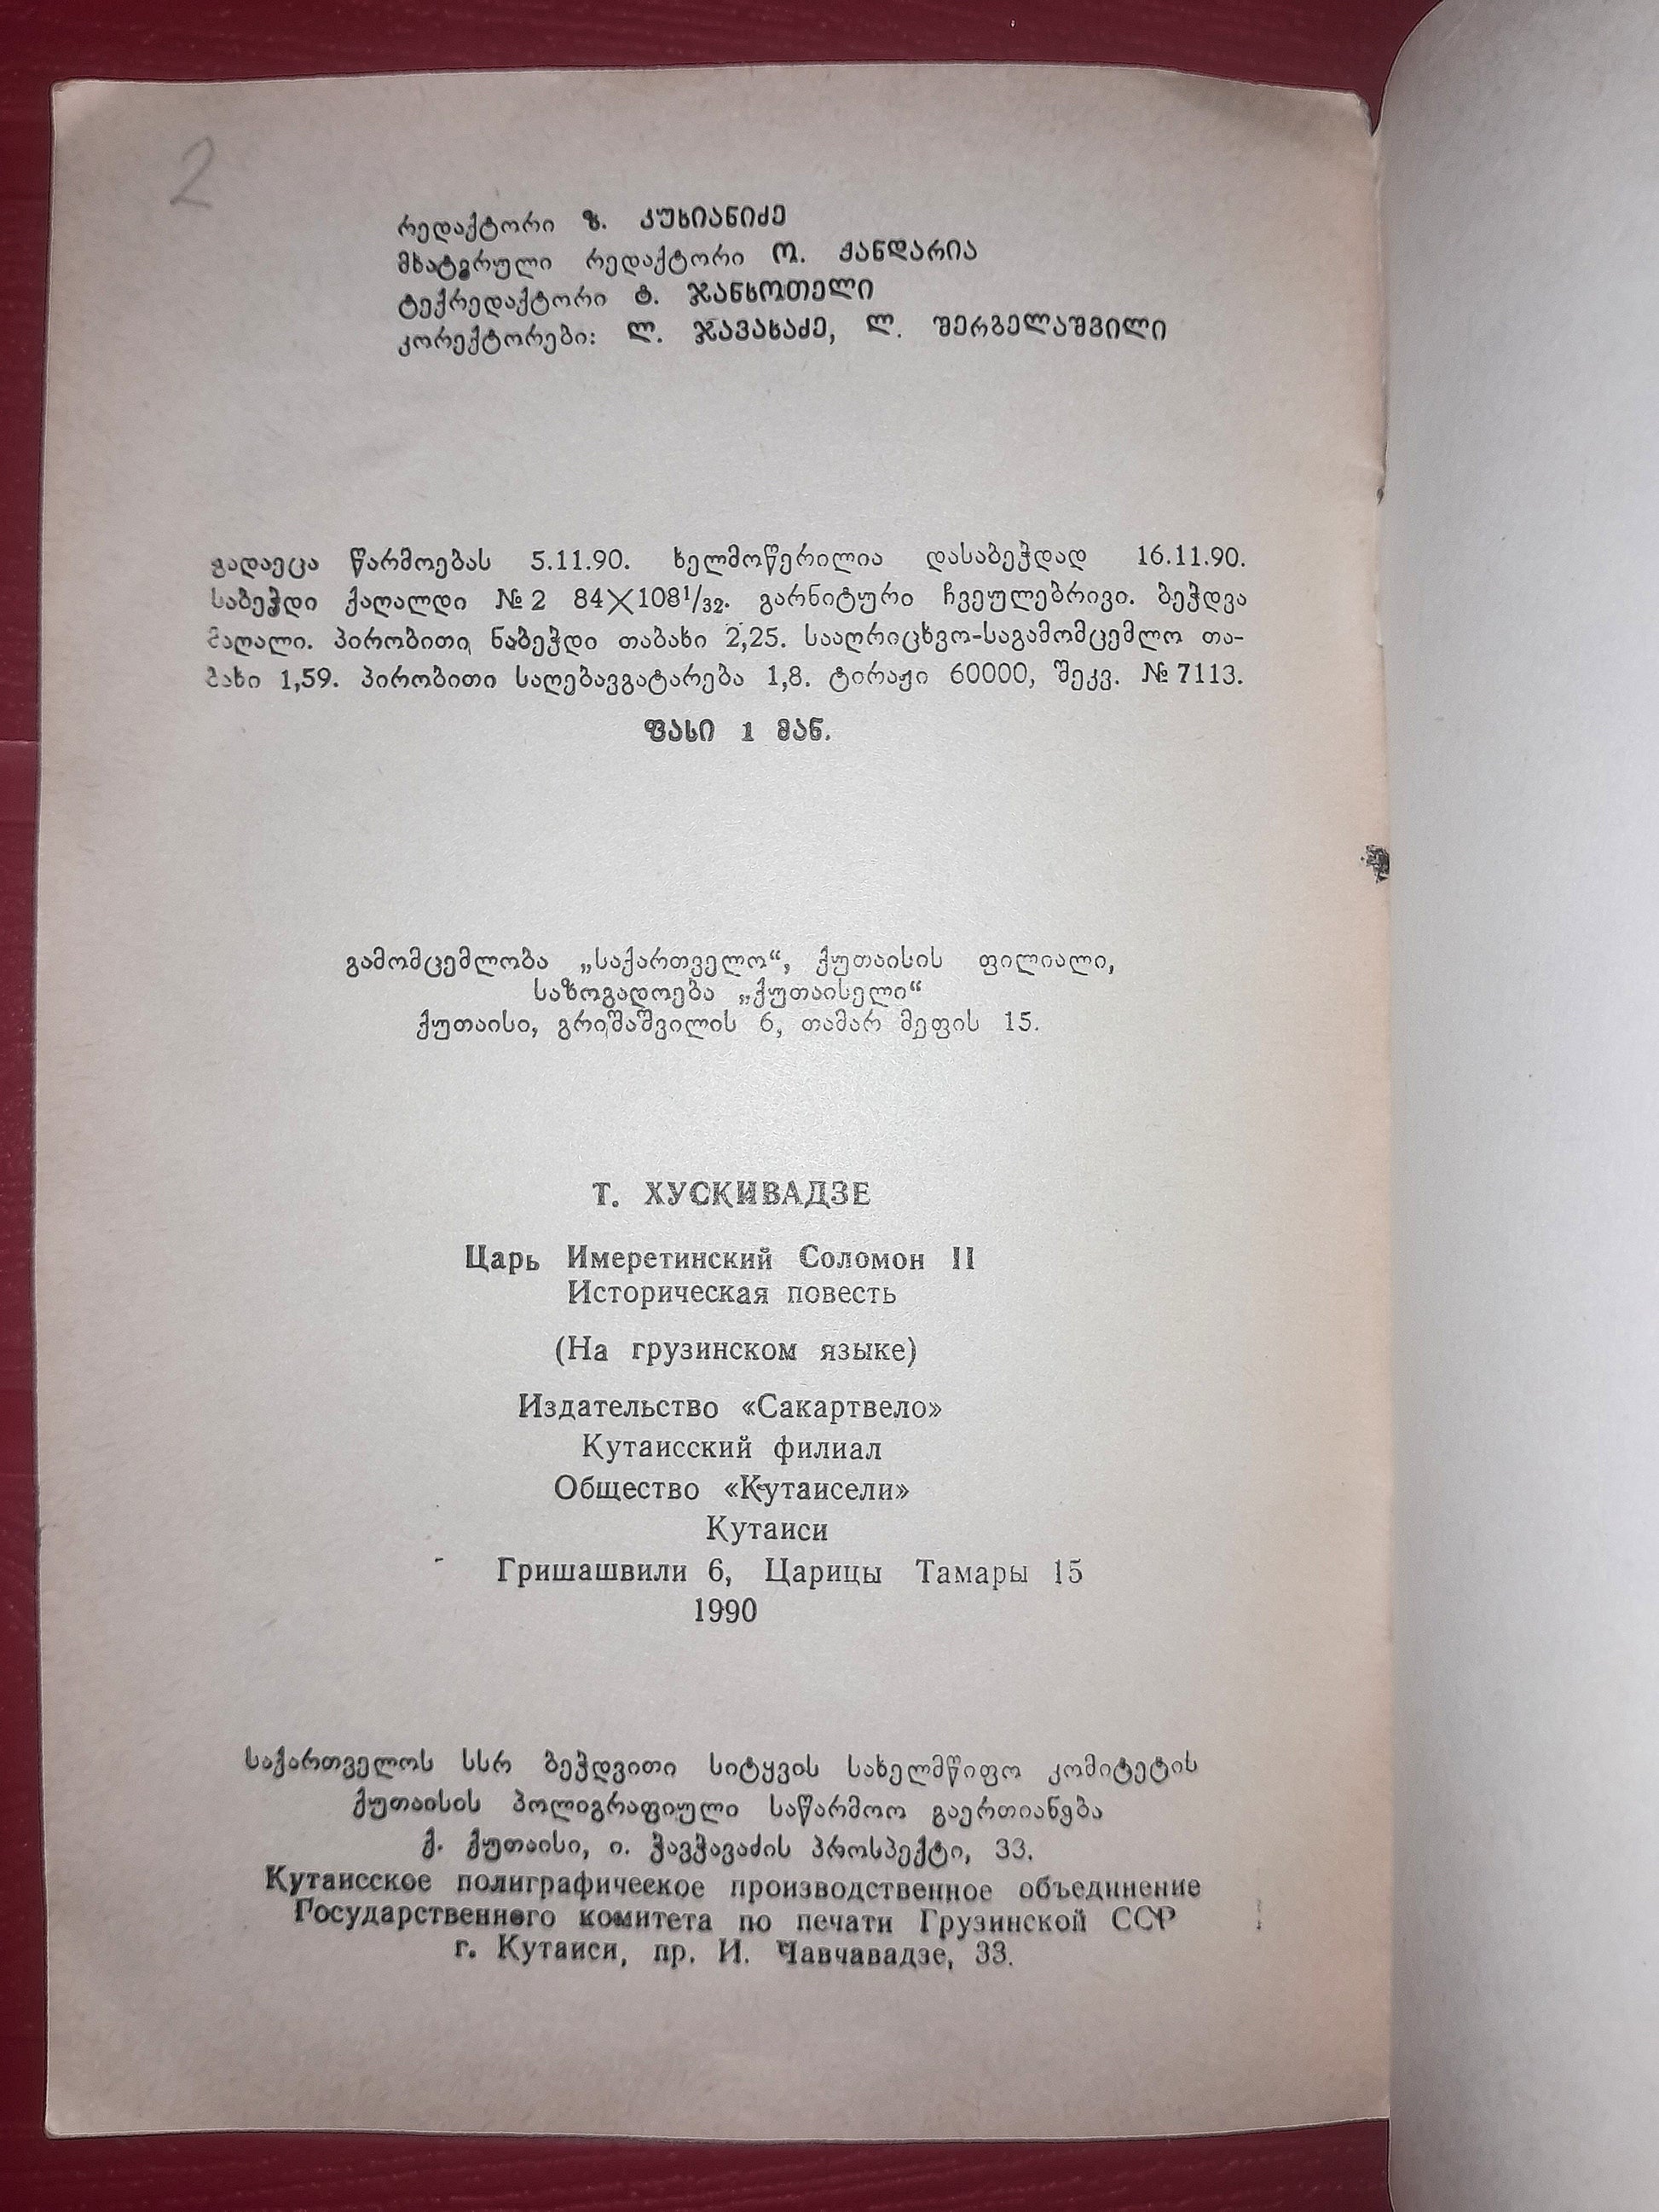 2
რედაქტორი ზ. კუხიანიძე
მხატვრული რედაქტორი ო. ჟანდარია
ტექრედაქტორი ტ. ჯანსოთელი
კორექტორები: ლ. ჯავახაძე, ლ. შერგელაშვილი
გადაეცა წარმოებას 5.11.90. ხელმოწერილია დასაბეჭდად 16.11.90.
საბეჭდი ქაღალდი № 2 84×108¹/₃₂. გარნიტური ჩვეულებრივი. ბეჭდვა
მაღალი. პირობითი ნაბეჭდი თაბახი 2,25. სააღრიცხვო-საგამომცემლო თა-
ბახი 1,59. პირობითი საღებავგატარება 1,8. ტირაჟი 60000, შეკვ. № 7113.
ფასი 1 მან.
გამომცემლობა „საქართველო“, ქუთაისის ფილიალი,
საზოგადოება „ქუთაისელი“
ქუთაისი, გრიშაშვილის 6, თამარ მეფის 15.
Т. ХУСКИВАДЗЕ
Царь Имеретинский Соломон II
Историческая повесть
(На грузинском языке)
Издательство «Сакартвело»
Кутаисский филиал
Общество «Кутаисели»
Кутаиси
Гришашвили 6, Царицы Тамары 15
1990
საქართველოს სსრ ბეჭდვითი სიტყვის სახელმწიფო კომიტეტის
ქუთაისის პოლიგრაფიული საწარმოო გაერთიანება
ქ. ქუთაისი, ი. ჭავჭავაძის პროსპექტი, 33.
Кутаисское полиграфическое производственное объединение
Государственного комитета по печати Грузинской ССР
г. Кутаиси, пр. И. Чавчавадзе, 33.